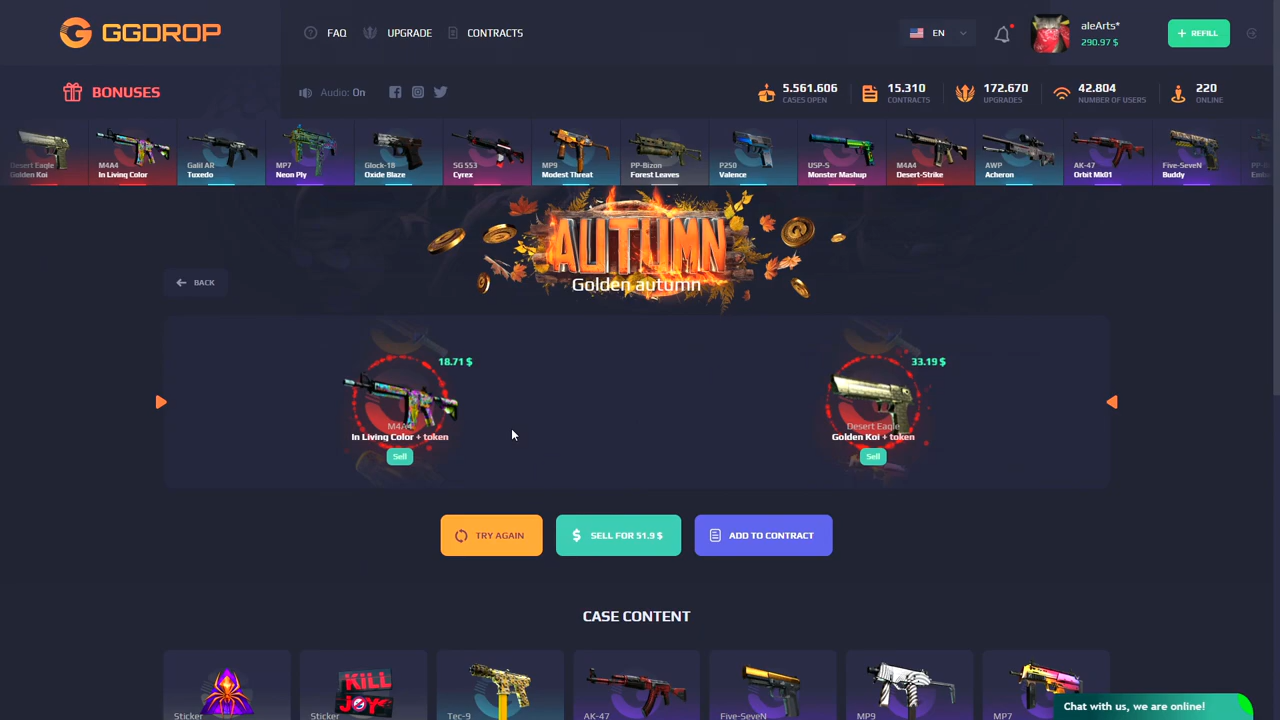 GGDROP
FAQ
UPGRADE
CONTRACTS
EN
aleArts*
290.97 $
REFILL
BONUSES
Audio: On
5.561.606
CASES OPEN
15.310
CONTRACTS
172.670
UPGRADES
42.804
NUMBER OF USERS
220
ONLINE
Desert Eagle
Golden Koi
M4A4
In Living Color
Galil AR
Tuxedo
MP7
Neon Ply
Glock-18
Oxide Blaze
SG 553
Cyrex
MP9
Modest Threat
PP-Bizon
Forest Leaves
P250
Valence
USP-S
Monster Mashup
M4A4
Desert-Strike
AWP
Acheron
AK-47
Orbit Mk01
Five-SeveN
Buddy
AUTUMN
Golden autumn
BACK
18.71 $
M4A4
In Living Color + token
Sell
33.19 $
Desert Eagle
Golden Koi + token
Sell
TRY AGAIN
SELL FOR 51.9 $
ADD TO CONTRACT
CASE CONTENT
KILL
JOY
Sticker
Sticker
Tec-9
AK-47
Five-SeveN
MP9
MP7
Chat with us, we are online!